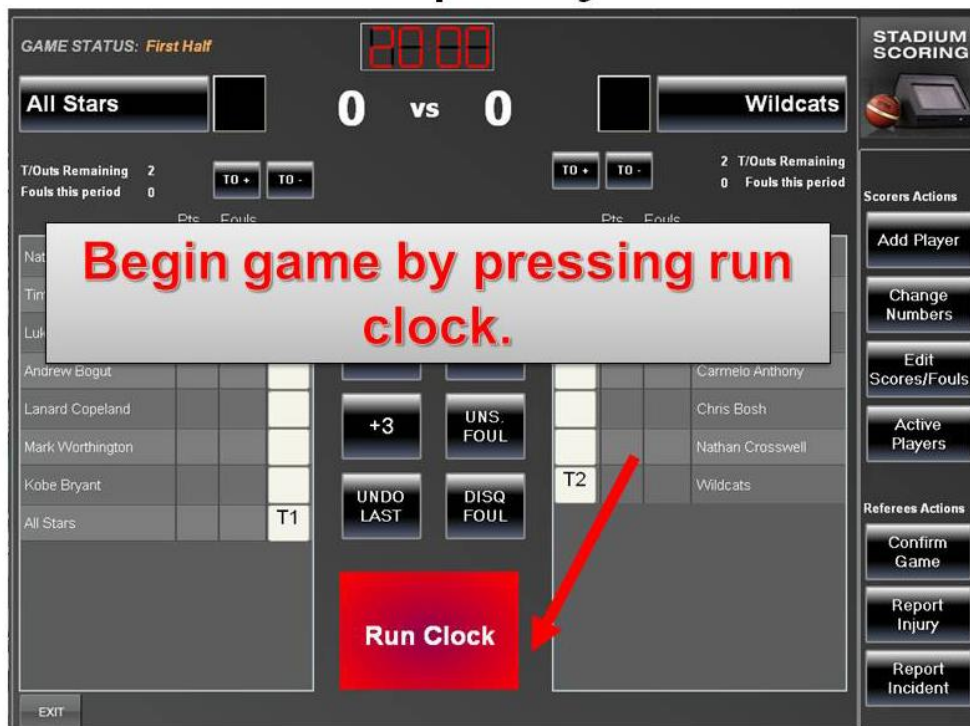 GAME STATUS: First Half
20:00
STADIUM
SCORING
All Stars
0 vs 0
Wildcats
T/Outs Remaining 2
Fouls this period 0
TO + TO -
TO + TO -
2 T/Outs Remaining
0 Fouls this period
Scorers Actions
Pts Fouls
Pts Fouls
Add Player
Begin game by pressing run
clock.
Change
Numbers
Edit
Scores/Fouls
Andrew Bogut
Carmelo Anthony
Lanard Copeland
+3
UNS.
FOUL
Chris Bosh
Active
Players
Mark Worthington
Nathan Crosswell
Kobe Bryant
UNDO
LAST
DISQ
FOUL
T2
Wildcats
All Stars
T1
Referees Actions
Confirm
Game
Run Clock
Report
Injury
Report
Incident
EXIT